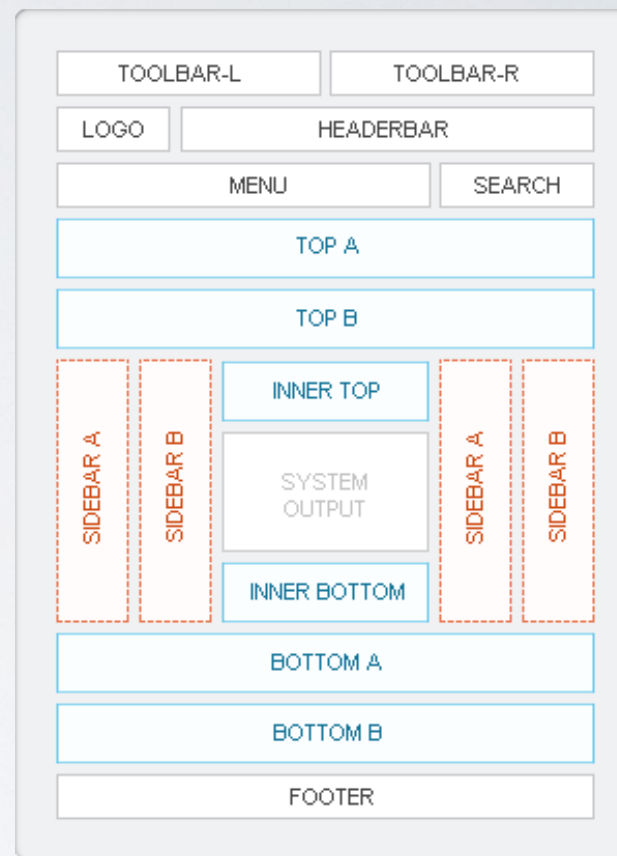 TOOLBAR-L
TOOLBAR-R
LOGO
HEADERBAR
MENU
SEARCH
TOP A
TOP B
SIDEBAR A
SIDEBAR B
INNER TOP
SYSTEM
OUTPUT
INNER BOTTOM
SIDEBAR A
SIDEBAR B
BOTTOM A
BOTTOM B
FOOTER